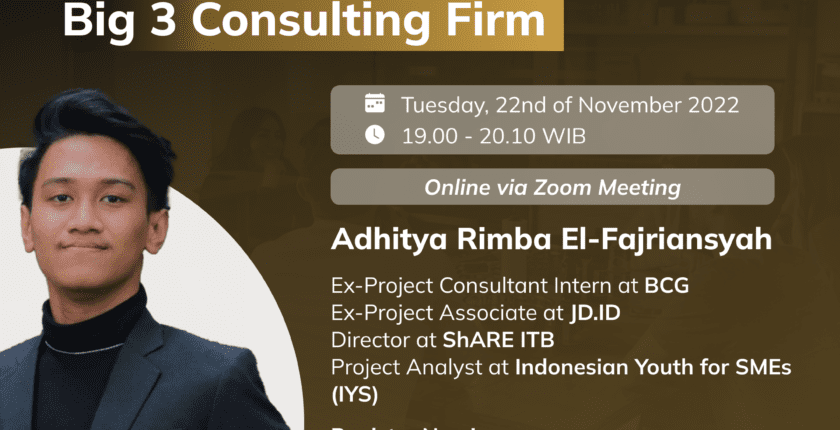 Big 3 Consulting Firm
Tuesday, 22nd of November 2022
19.00 - 20.10 WIB
Online via Zoom Meeting
Adhitya Rimba El-Fajriansyah
Ex-Project Consultant Intern at BCG
Ex-Project Associate at JD.ID
Director at ShARE ITB
Project Analyst at Indonesian Youth for SMEs
(IYS)